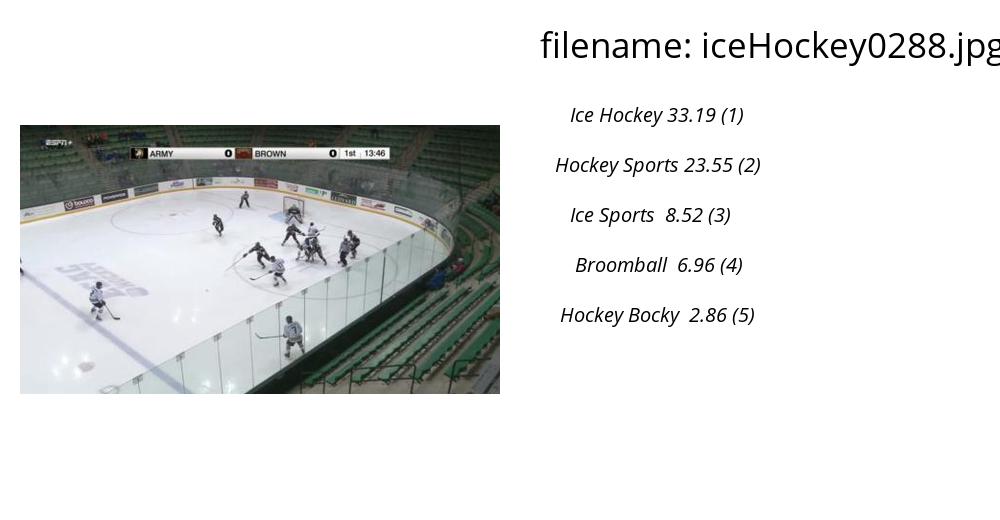 filename: iceHockey0288.jpg
Ice Hockey 33.19 (1)
Hockey Sports 23.55 (2)
Ice Sports 8.52 (3)
Broomball 6.96 (4)
Hockey Bocky 2.86 (5)
ESPN+
ARMY 0 BROWN 0 1st 13:46